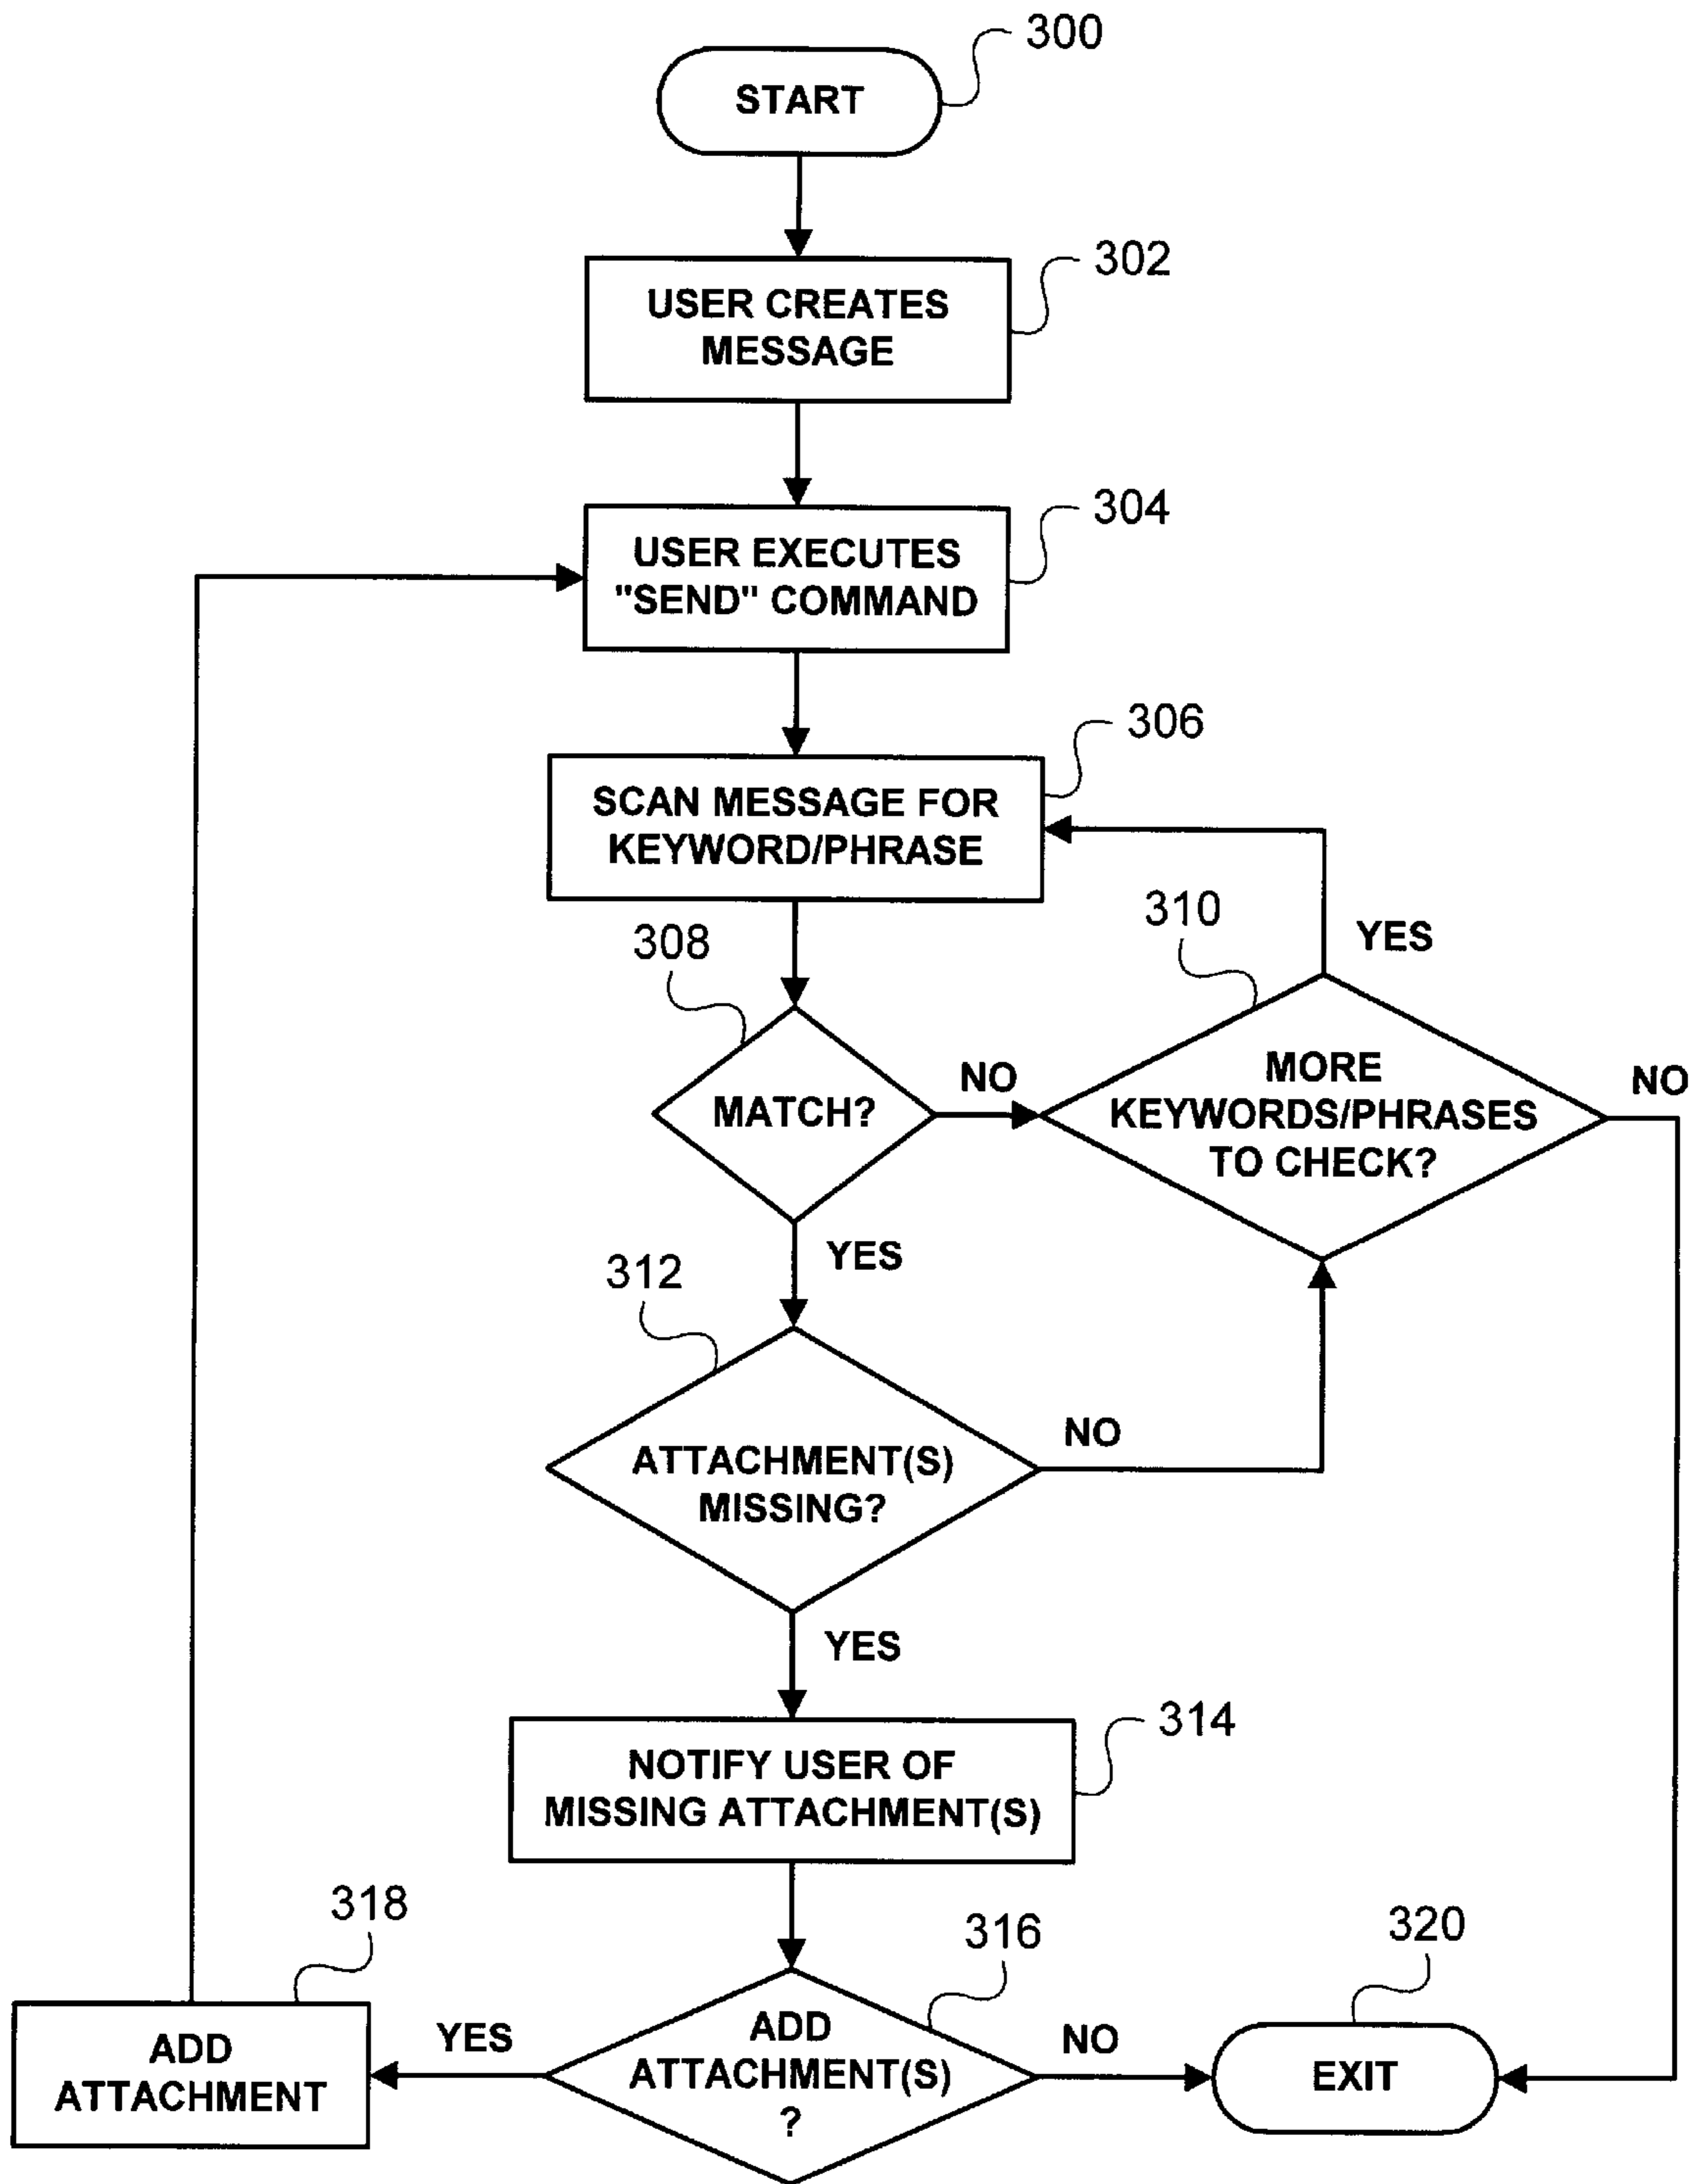 300
START
302
USER CREATES
MESSAGE
304
USER EXECUTES
"SEND" COMMAND
306
SCAN MESSAGE FOR
KEYWORD/PHRASE
308
MATCH?
NO
310
YES
MORE
KEYWORDS/PHRASES
TO CHECK?
NO
YES
312
ATTACHMENT(S)
MISSING?
NO
YES
314
NOTIFY USER OF
MISSING ATTACHMENT(S)
316
ADD
ATTACHMENT(S)
?
YES
318
ADD
ATTACHMENT
NO
320
EXIT